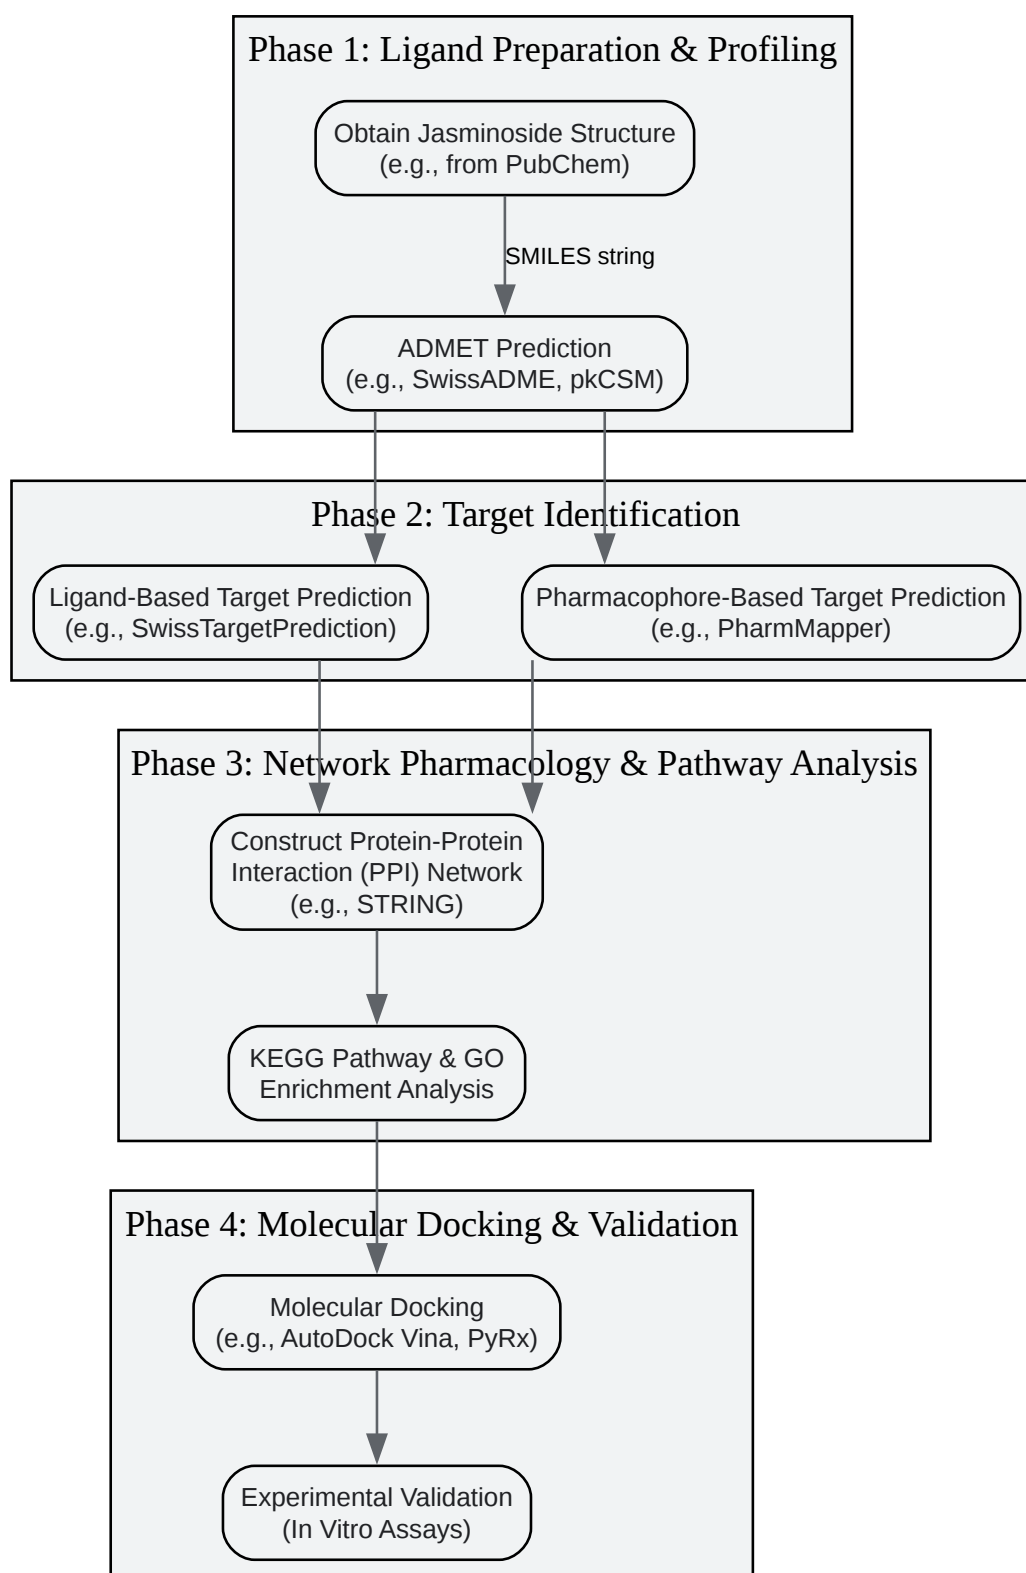 Phase 1: Ligand Preparation & Profiling
Obtain Jasminoside Structure
(e.g., from PubChem)
SMILES string
ADMET Prediction
(e.g., SwissADME, pkCSM)
Phase 2: Target Identification
Ligand-Based Target Prediction
(e.g., SwissTargetPrediction)
Pharmacophore-Based Target Prediction
(e.g., PharmMapper)
Phase 3: Network Pharmacology & Pathway Analysis
Construct Protein-Protein
Interaction (PPI) Network
(e.g., STRING)
KEGG Pathway & GO
Enrichment Analysis
Phase 4: Molecular Docking & Validation
Molecular Docking
(e.g., AutoDock Vina, PyRx)
Experimental Validation
(In Vitro Assays)